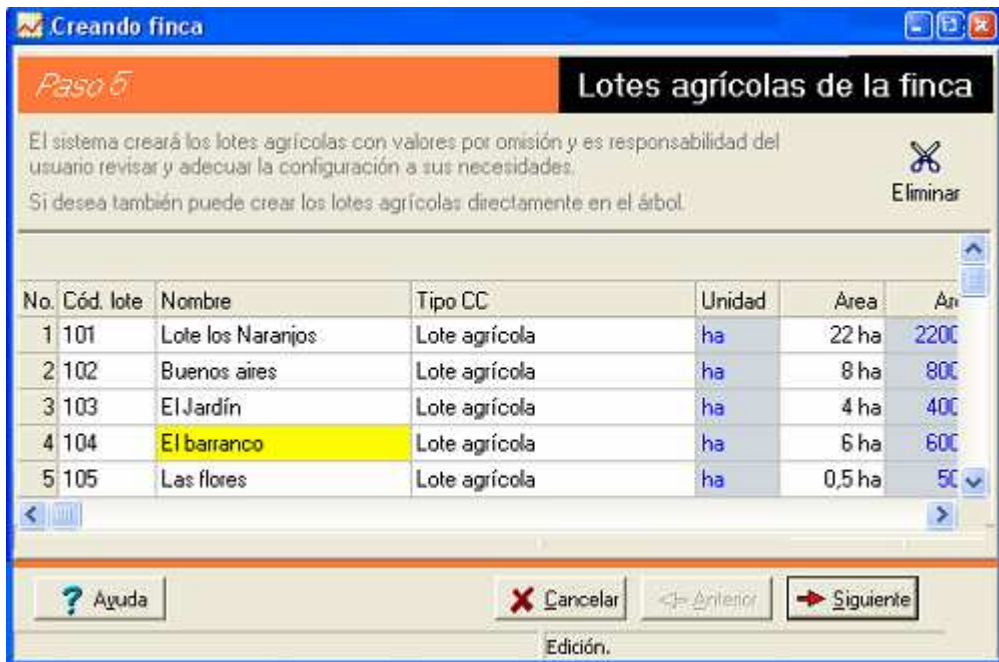 Creando finca
Paso 5
Lotes agrícolas de la finca
El sistema creará los lotes agrícolas con valores por omisión y es responsabilidad del
usuario revisar y adecuar la configuración a sus necesidades.
Si desea también puede crear los lotes agrícolas directamente en el árbol.
Eliminar
No. Cód. lote Nombre Tipo CC Unidad Area
1 101 Lote los Naranjos Lote agrícola ha 22 ha
2 102 Buenos aires Lote agrícola ha 8 ha
3 103 El Jardín Lote agrícola ha 4 ha
4 104 El barranco Lote agrícola ha 6 ha
5 105 Las flores Lote agrícola ha 0,5 ha
Ayuda Cancelar Anterior Siguiente
Edición.